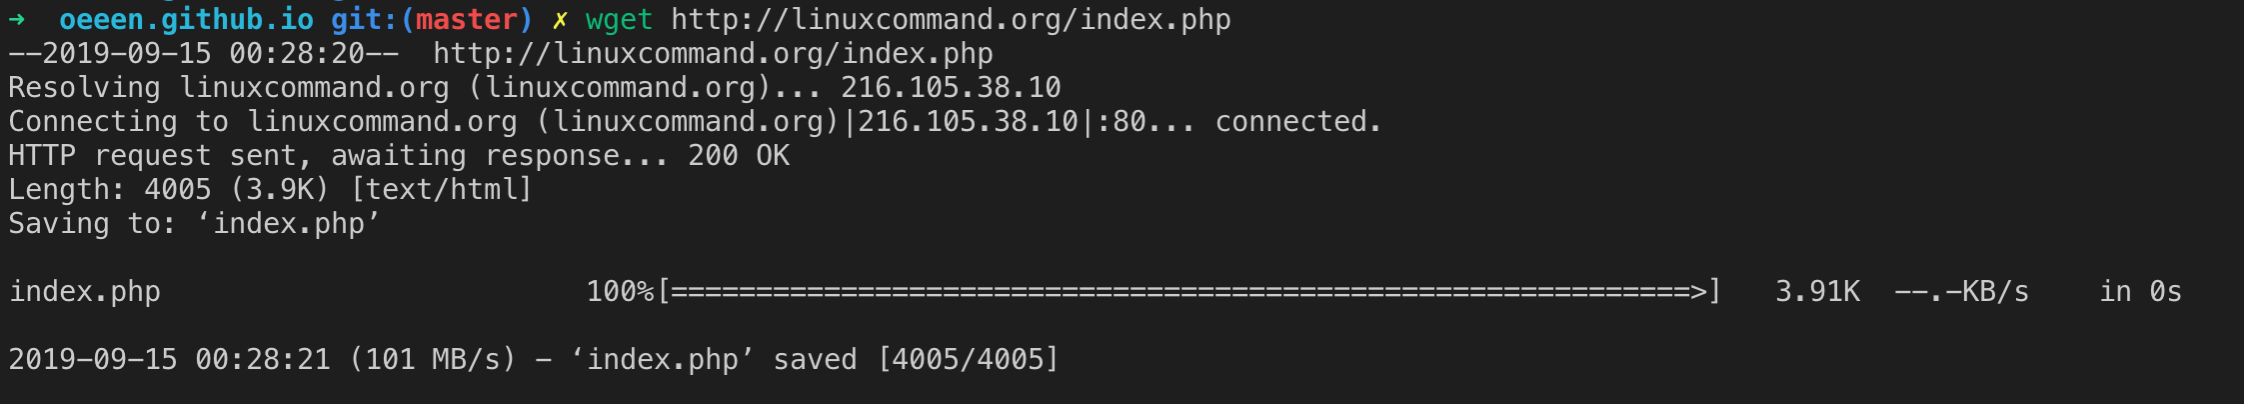 ➜  oeeen.github.io git:(master) ✗ wget http://linuxcommand.org/index.php
--2019-09-15 00:28:20--  http://linuxcommand.org/index.php
Resolving linuxcommand.org (linuxcommand.org)... 216.105.38.10
Connecting to linuxcommand.org (linuxcommand.org)|216.105.38.10|:80... connected.
HTTP request sent, awaiting response... 200 OK
Length: 4005 (3.9K) [text/html]
Saving to: ‘index.php’
index.php                         100%[============================================================>]   3.91K  --.-KB/s    in 0s
2019-09-15 00:28:21 (101 MB/s) - ‘index.php’ saved [4005/4005]